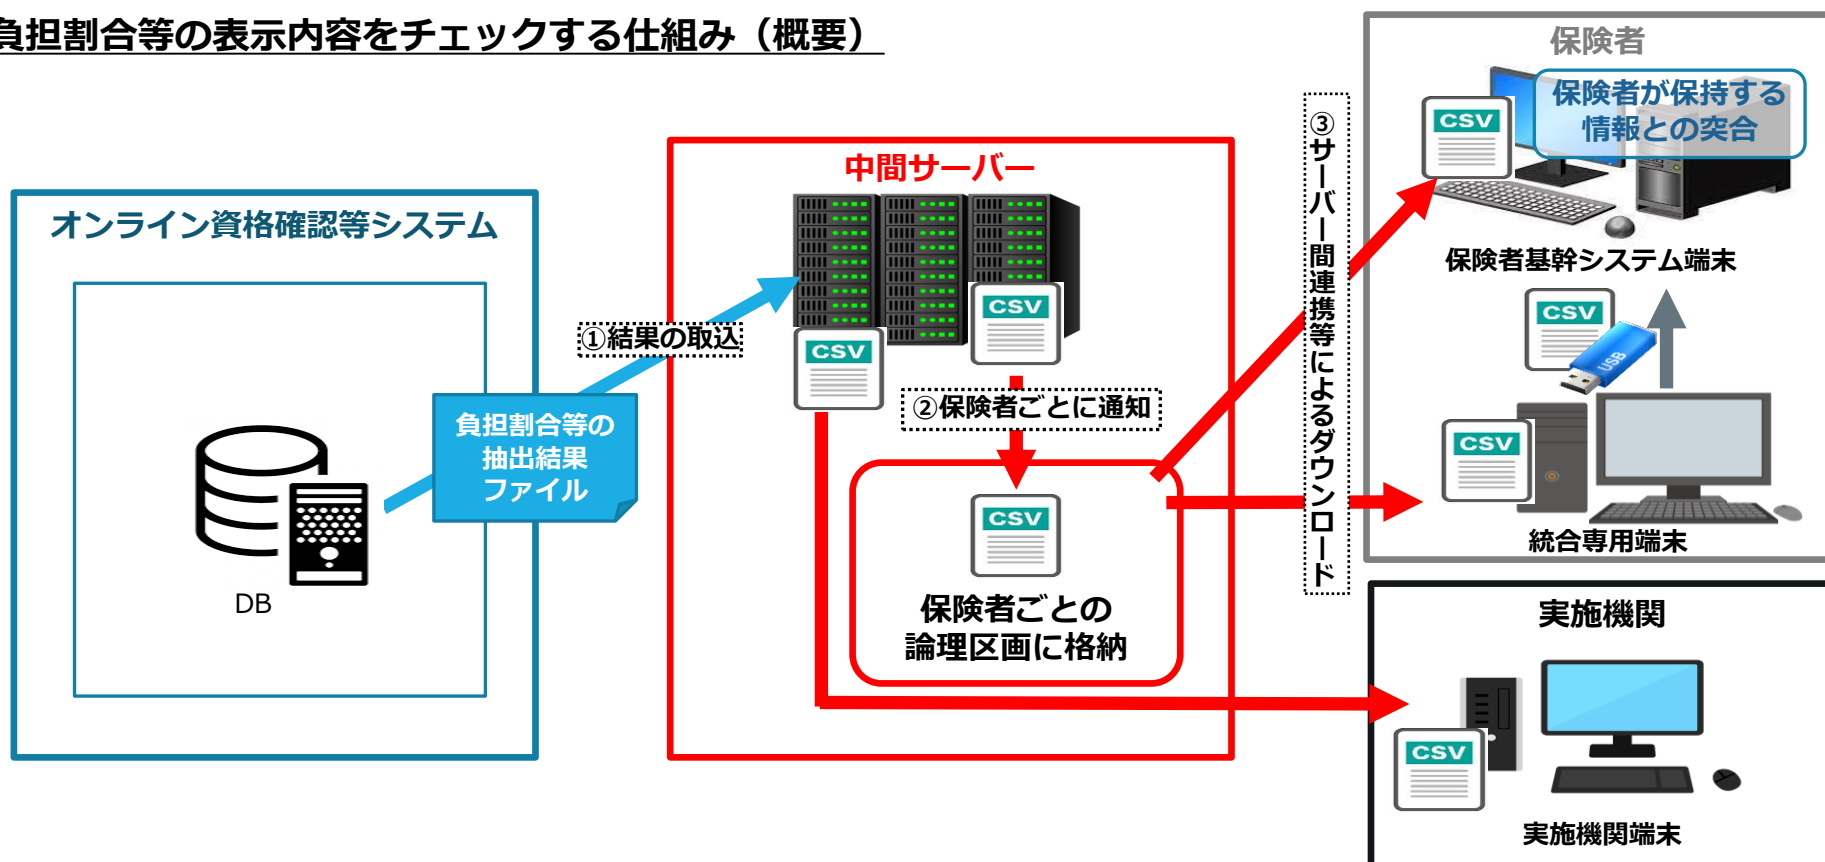 負担割合等の表示内容をチェックする仕組み（概要）
オンライン資格確認等システム
DB
負担割合等の
抽出結果
ファイル
①結果の取込
中間サーバー
CSV
CSV
②保険者ごとに通知
CSV
保険者ごとの
論理区画に格納
③サーバー間連携等によるダウンロード
保険者
CSV
保険者が保持する
情報との突合
保険者基幹システム端末
CSV
USB
CSV
統合専用端末
実施機関
CSV
実施機関端末